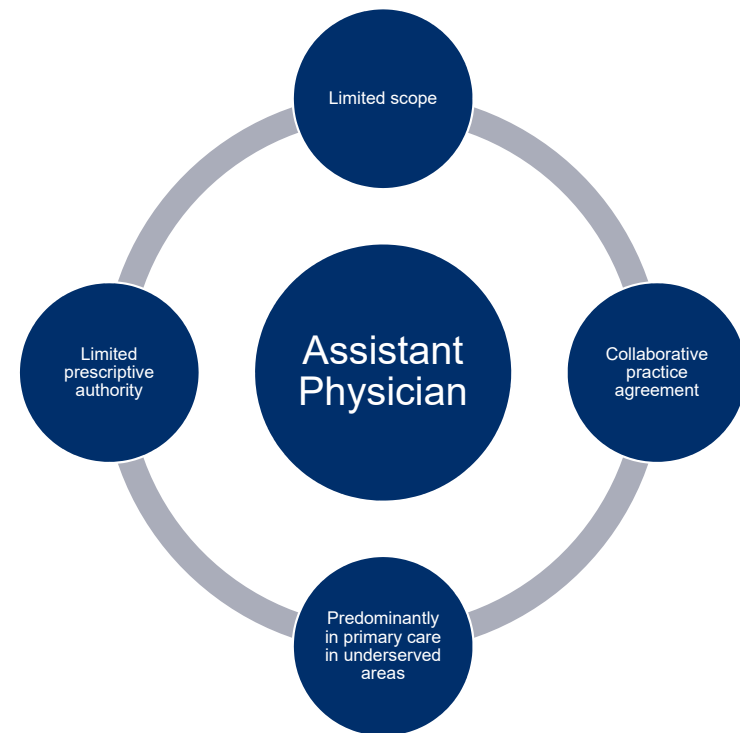 Limited scope
Limited
prescriptive
authority
Assistant
Physician
Collaborative
practice
agreement
Predominantly
in primary care
in underserved
areas